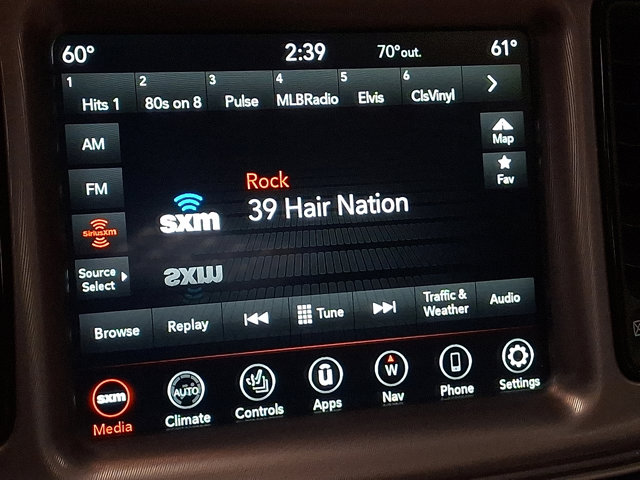 60° 2:39 70°out. 61°
1 Hits 1 2 80s on 8 3 Pulse 4 MLBRadio 5 Elvis 6 ClsVinyl
AM
Map
FM
Fav
Rock
sxm 39 Hair Nation
SiriusXM
Source
Select
Browse Replay Tune Traffic &
Weather Audio
sxm AUTO ū W
Media Climate Controls Apps Nav Phone Settings